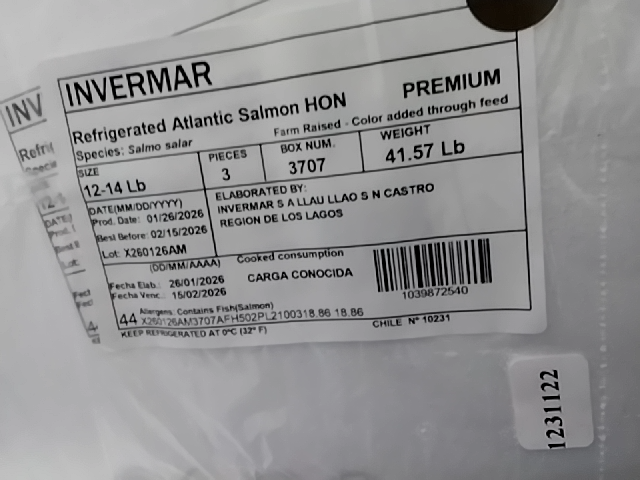 INVERMAR
Refrigerated Atlantic Salmon HON
PREMIUM
Species: Salmo salar
Farm Raised - Color added through feed
SIZE
12-14 Lb
PIECES
3
BOX NUM.
3707
WEIGHT
41.57 Lb
DATE(MM/DD/YYYY)
Prod. Date: 01/26/2026
Best Before: 02/15/2026
Lot: X260126AM
ELABORATED BY:
INVERMAR S A LLAU LLAO S N CASTRO
REGION DE LOS LAGOS
(DD/MM/AAAA)
Fecha Elab.: 26/01/2026
Fecha Venc.: 15/02/2026
Cooked consumption
CARGA CONOCIDA
1039872540
44
Allergens: Contains Fish(Salmon)
X260126AM3707AFH502PL2100318.86 18.86
KEEP REFRIGERATED AT 0°C (32° F)
CHILE N° 10231
1231122
INV